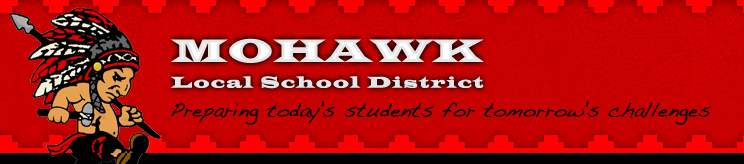 MOHAWK
Local School District
Preparing today's students for tomorrow's challenges